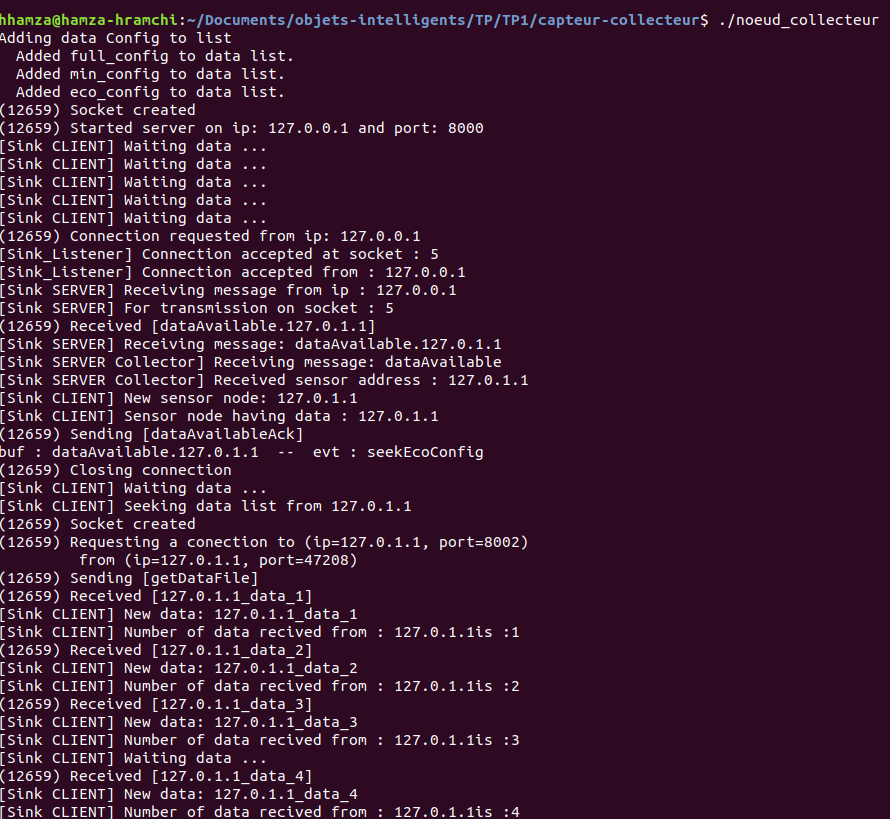 hhamza@hamza-hramchi:~/Documents/objets-intelligents/TP/TP1/capteur-collecteur$ ./noeud_collecteur
Adding data Config to list
  Added full_config to data list.
  Added min_config to data list.
  Added eco_config to data list.
(12659) Socket created
(12659) Started server on ip: 127.0.0.1 and port: 8000
[Sink CLIENT] Waiting data ...
[Sink CLIENT] Waiting data ...
[Sink CLIENT] Waiting data ...
[Sink CLIENT] Waiting data ...
[Sink CLIENT] Waiting data ...
(12659) Connection requested from ip: 127.0.0.1
[Sink_Listener] Connection accepted at socket : 5
[Sink_Listener] Connection accepted from : 127.0.0.1
[Sink SERVER] Receiving message from ip : 127.0.0.1
[Sink SERVER] For transmission on socket : 5
(12659) Received [dataAvailable.127.0.1.1]
[Sink SERVER] Receiving message: dataAvailable.127.0.1.1
[Sink SERVER Collector] Receiving message: dataAvailable
[Sink SERVER Collector] Received sensor address : 127.0.1.1
[Sink CLIENT] New sensor node: 127.0.1.1
[Sink CLIENT] Sensor node having data : 127.0.1.1
(12659) Sending [dataAvailableAck]
buf : dataAvailable.127.0.1.1  --  evt : seekEcoConfig
(12659) Closing connection
[Sink CLIENT] Waiting data ...
[Sink CLIENT] Seeking data list from 127.0.1.1
(12659) Socket created
(12659) Requesting a conection to (ip=127.0.1.1, port=8002)
         from (ip=127.0.1.1, port=47208)
(12659) Sending [getDataFile]
(12659) Received [127.0.1.1_data_1]
[Sink CLIENT] New data: 127.0.1.1_data_1
[Sink CLIENT] Number of data recived from : 127.0.1.1is :1
(12659) Received [127.0.1.1_data_2]
[Sink CLIENT] New data: 127.0.1.1_data_2
[Sink CLIENT] Number of data recived from : 127.0.1.1is :2
(12659) Received [127.0.1.1_data_3]
[Sink CLIENT] New data: 127.0.1.1_data_3
[Sink CLIENT] Number of data recived from : 127.0.1.1is :3
[Sink CLIENT] Waiting data ...
(12659) Received [127.0.1.1_data_4]
[Sink CLIENT] New data: 127.0.1.1_data_4
[Sink CLIENT] Number of data recived from : 127.0.1.1is :4